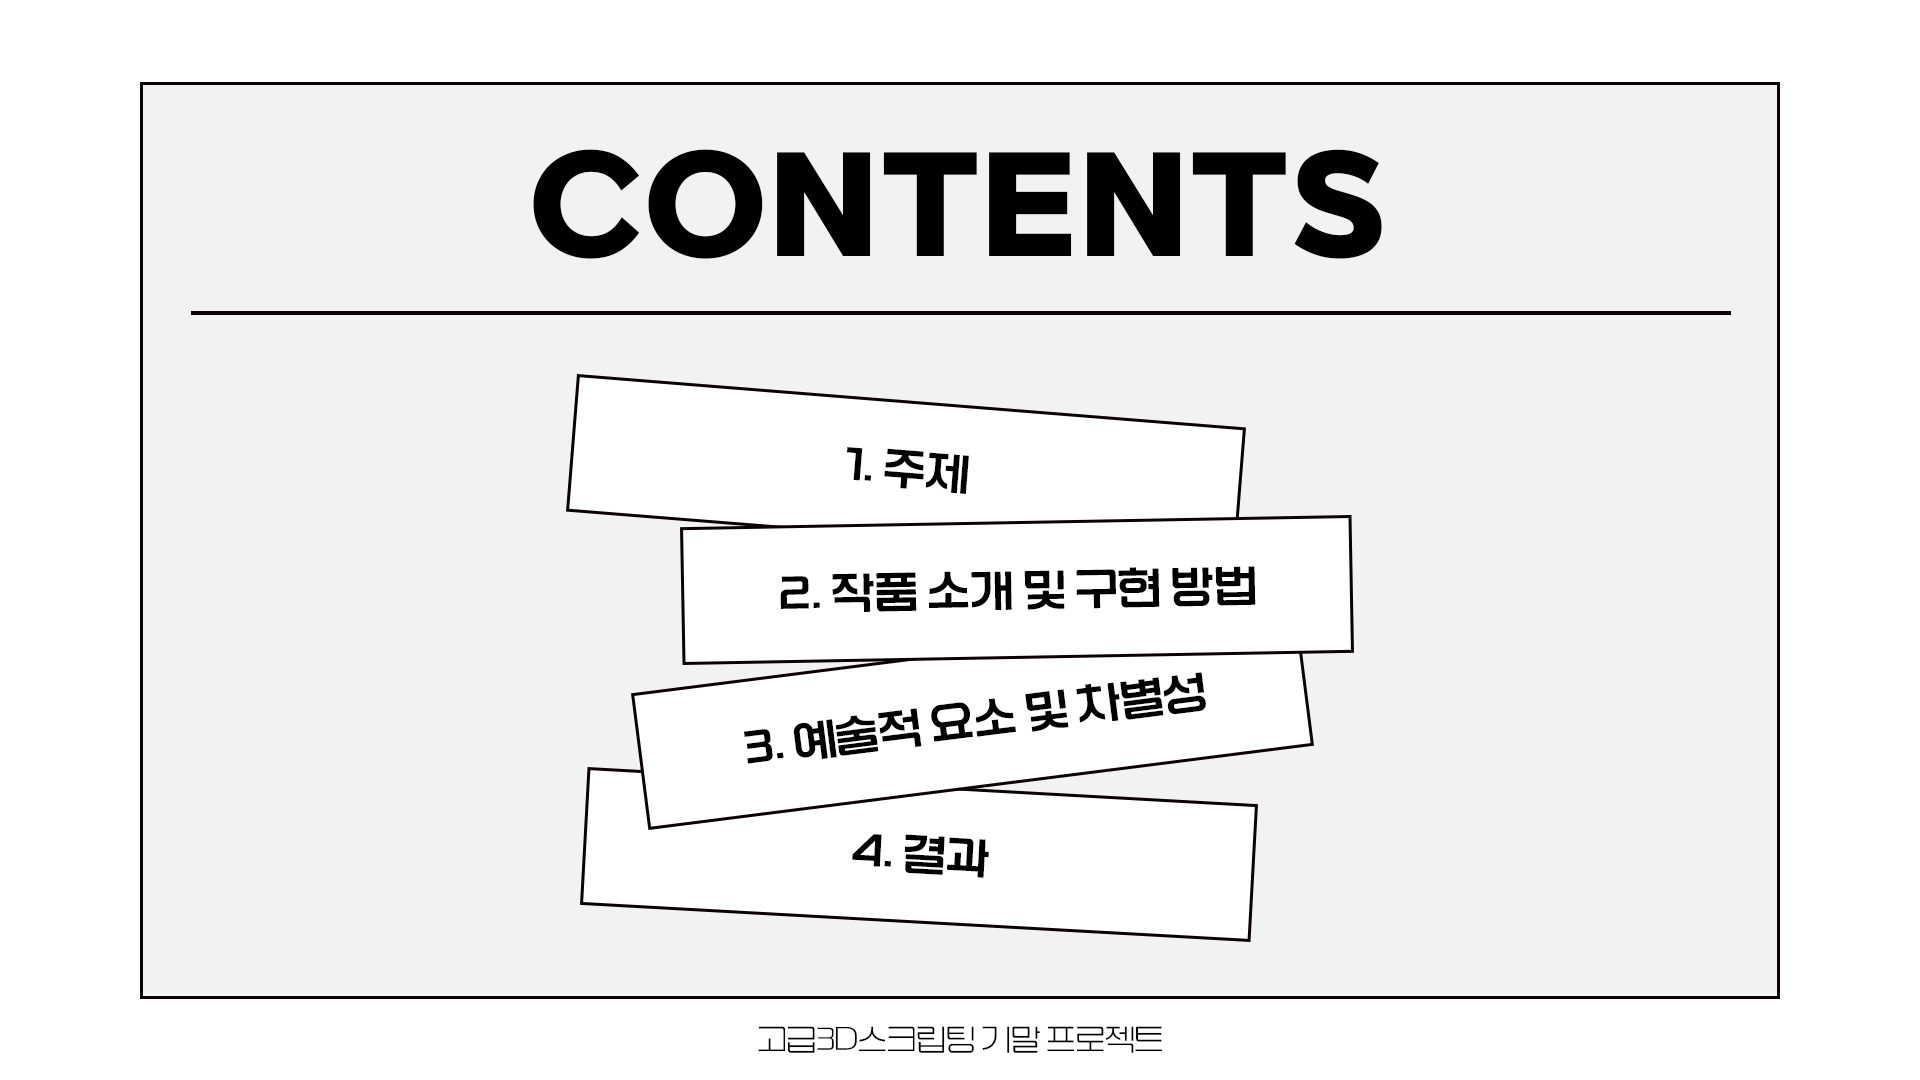 CONTENTS
1. 주제
2. 작품 소개 및 구현 방법
3. 예술적 요소 및 차별성
4. 결과
고급3D스크립팅 기말 프로젝트